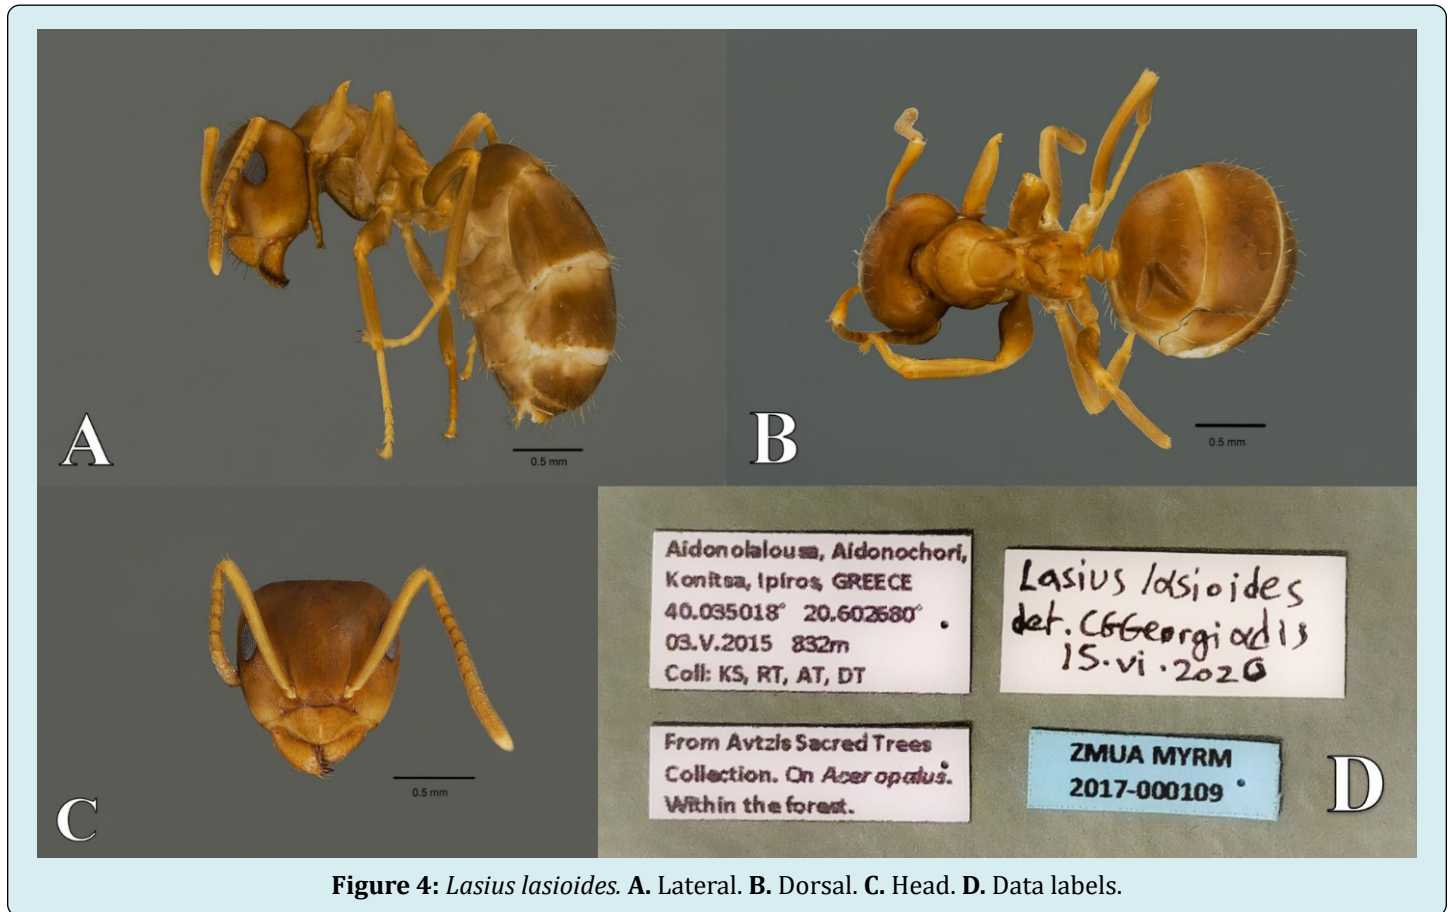 A
0.5 mm
B
0.5 mm
C
0.5 mm
Aidonolalousa, Aidonochori,
Konitsa, Ipiros, GREECE
40.035018° 20.602680°
03.V.2015 832m
Coll: KS, RT, AT, DT
Lasius lasioides
det. CGGeorgiadis
15.vi.2020
From Avtzis Sacred Trees
Collection. On Acer opalus.
Within the forest.
ZMUA MYRM
2017-000109
D
Figure 4: Lasius lasioides. A. Lateral. B. Dorsal. C. Head. D. Data labels.